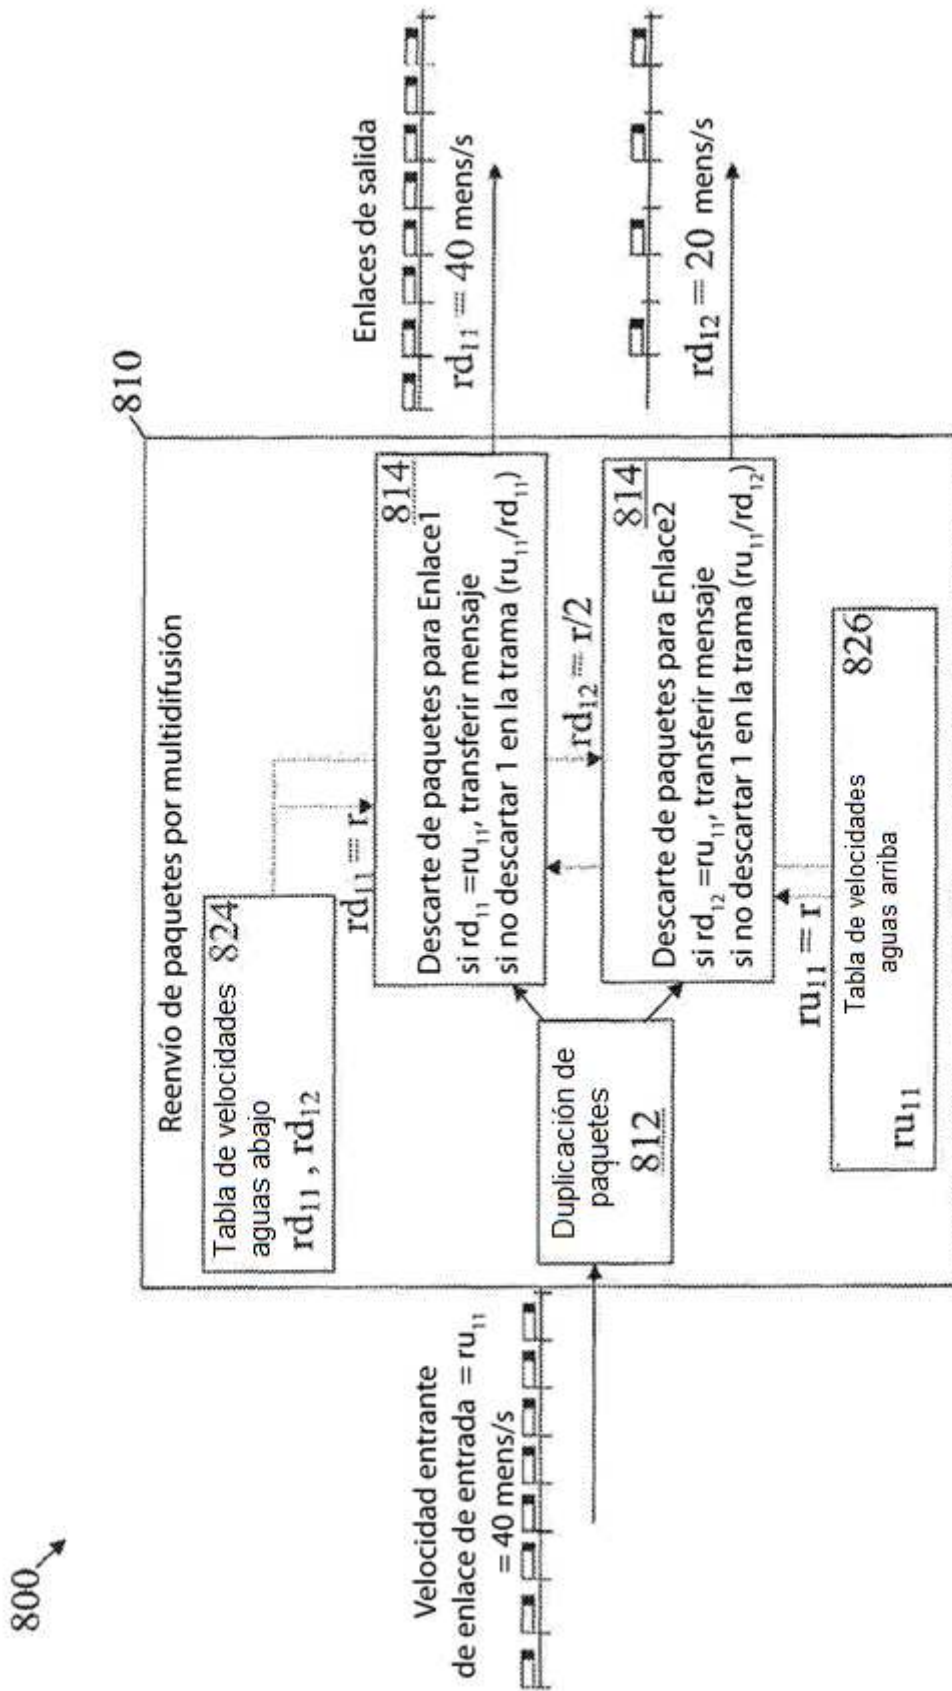 800
810
Reenvío de paquetes por multidifusión
Velocidad entrante
de enlace de entrada = ru₁₁
= 40 mens/s
Tabla de velocidades 824
aguas abajo
rd₁₁ , rd₁₂
rd₁₁ = r
Duplicación de
paquetes
812
814
Descarte de paquetes para Enlace1
si rd₁₁ =ru₁₁, transferir mensaje
si no descartar 1 en la trama (ru₁₁/rd₁₁)
rd₁₂ = r/2
814
Descarte de paquetes para Enlace2
si rd₁₂ =ru₁₁, transferir mensaje
si no descartar 1 en la trama (ru₁₁/rd₁₂)
ru₁₁ = r
826
Tabla de velocidades
aguas arriba
ru₁₁
Enlaces de salida
rd₁₁ = 40 mens/s
rd₁₂ = 20 mens/s